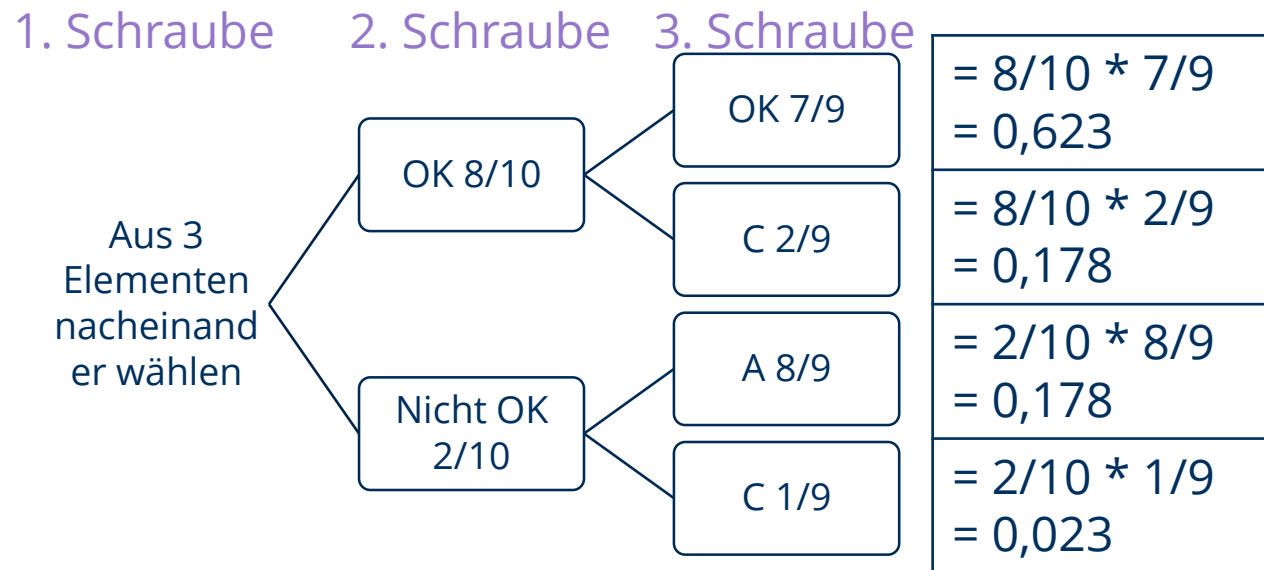 1. Schraube
2. Schraube
3. Schraube
Aus 3
Elementen
nacheinand
er wählen
OK 8/10
Nicht OK
2/10
OK 7/9
C 2/9
A 8/9
C 1/9
= 8/10 * 7/9
= 0,623
= 8/10 * 2/9
= 0,178
= 2/10 * 8/9
= 0,178
= 2/10 * 1/9
= 0,023